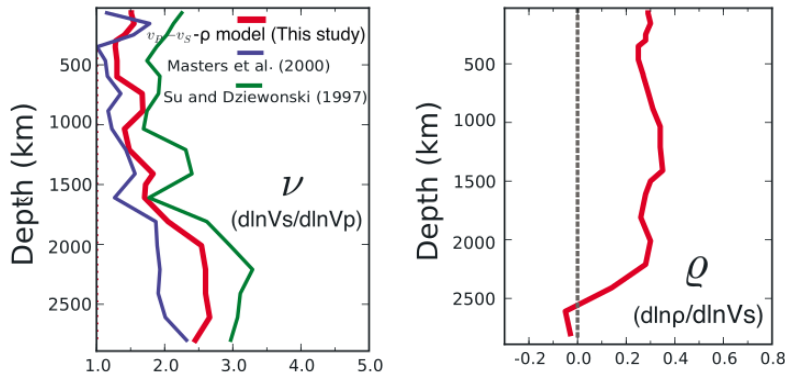 v_P–v_S-ρ model (This study)
Masters et al. (2000)
Su and Dziewonski (1997)
500
1000
1500
2000
2500
Depth (km)
ν
(dlnVs/dlnVp)
1.0 2.0 3.0 4.0 5.0
500
1000
1500
2000
2500
Depth (km)
ϱ
(dlnρ/dlnVs)
-0.2 0.0 0.2 0.4 0.6 0.8